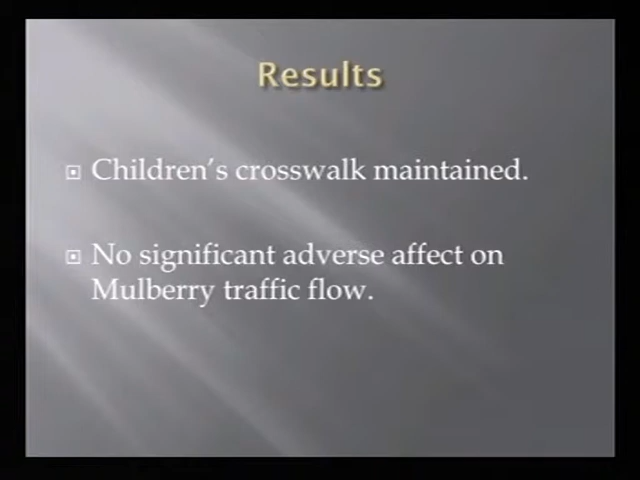 Results
Children's crosswalk maintained.
No significant adverse affect on
Mulberry traffic flow.